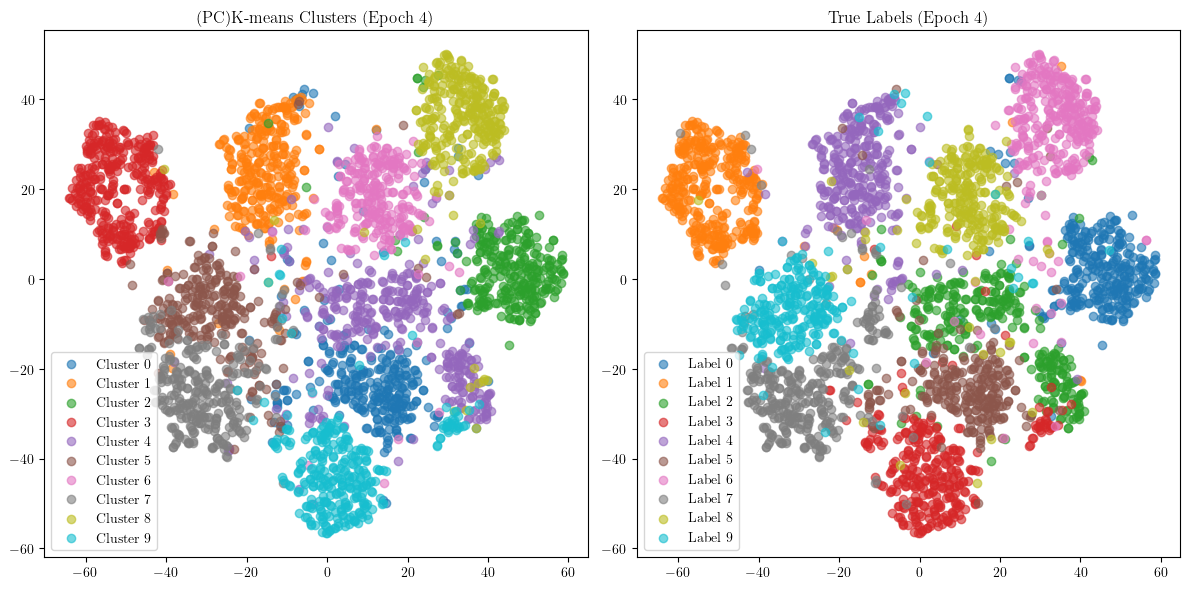 (PC)K-means Clusters (Epoch 4)
40
20
0
−20
−40
−60
−60
−40
−20
0
20
40
60
Cluster 0
Cluster 1
Cluster 2
Cluster 3
Cluster 4
Cluster 5
Cluster 6
Cluster 7
Cluster 8
Cluster 9
True Labels (Epoch 4)
40
20
0
−20
−40
−60
−60
−40
−20
0
20
40
60
Label 0
Label 1
Label 2
Label 3
Label 4
Label 5
Label 6
Label 7
Label 8
Label 9